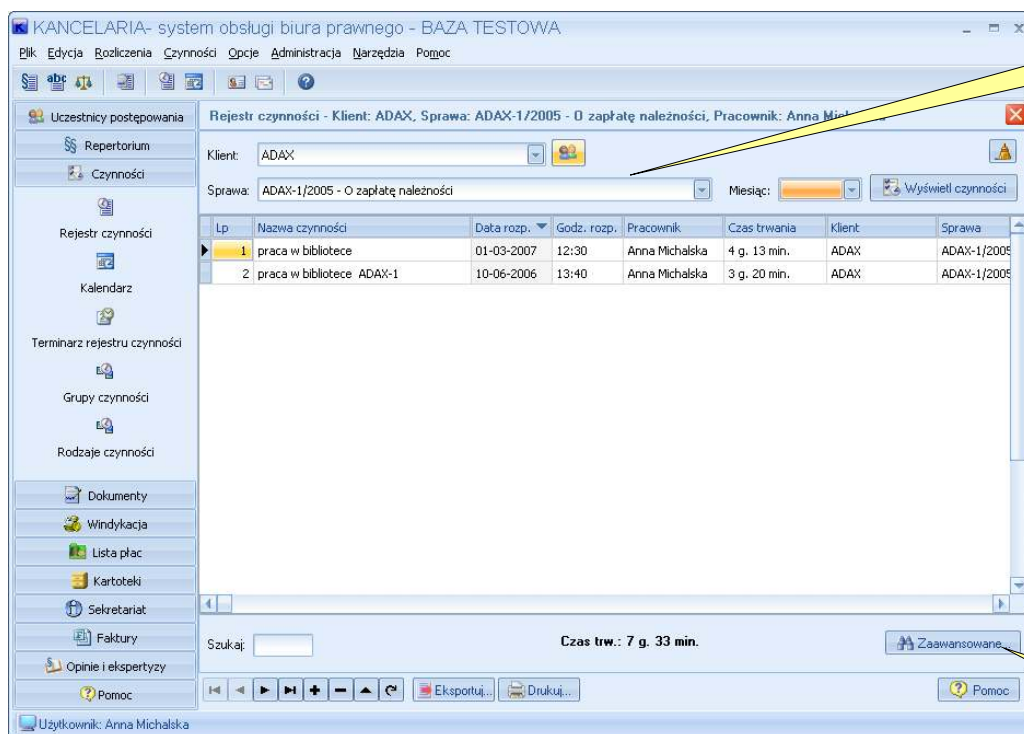 KANCELARIA- system obsługi biura prawnego - BAZA TESTOWA
Plik Edycja Rozliczenia Czynności Opcje Administracja Narzędzia Pomoc
Uczestnicy postępowania
Repertorium
Czynności
Rejestr czynności
Kalendarz
Terminarz rejestru czynności
Grupy czynności
Rodzaje czynności
Dokumenty
Windykacja
Lista płac
Kartoteki
Sekretariat
Faktury
Opinie i ekspertyzy
Pomoc
Rejestr czynności - Klient: ADAX, Sprawa: ADAX-1/2005 - O zapłatę należności, Pracownik: Anna
Klient: ADAX
Sprawa: ADAX-1/2005 - O zapłatę należności Miesiąc: Wyświetl czynności
Lp Nazwa czynności Data rozp. Godz. rozp. Pracownik Czas trwania Klient Sprawa
1 praca w bibliotece 01-03-2007 12:30 Anna Michalska 4 g. 13 min. ADAX ADAX-1/2005
2 praca w bibliotece ADAX-1 10-06-2006 13:40 Anna Michalska 3 g. 20 min. ADAX ADAX-1/2005
Szukaj: Czas trw.: 7 g. 33 min. Zaawansowane...
Eksportuj... Drukuj... Pomoc
Użytkownik: Anna Michalska